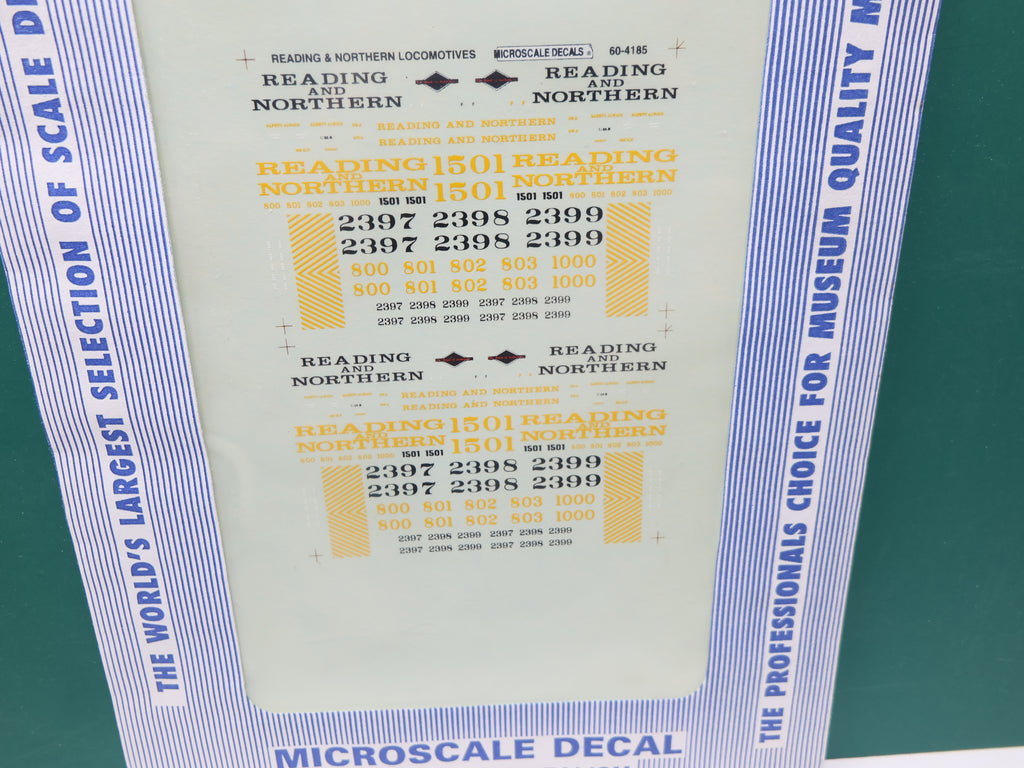 READING & NORTHERN LOCOMOTIVES MICROSCALE DECALS 60-4185
READING READING
AND AND
NORTHERN NORTHERN
READING AND NORTHERN
READING AND NORTHERN
READING 1501 READING
AND AND
NORTHERN 1501 NORTHERN
800 801 802 803 1000 1501 1501 800 801 802 803 1000
2397 2398 2399
2397 2398 2399
800 801 802 803 1000
800 801 802 803 1000
2397 2398 2399 2397 2398 2399
2397 2398 2399 2397 2398 2399
READING READING
AND AND
NORTHERN NORTHERN
READING AND NORTHERN
READING AND NORTHERN
READING 1501 READING
AND AND
NORTHERN 1501 NORTHERN
800 801 802 803 1000 1501 1501 800 801 802 803 1000
2397 2398 2399
2397 2398 2399
800 801 802 803 1000
800 801 802 803 1000
2397 2398 2399 2397 2398 2399
2397 2398 2399 2397 2398 2399
THE WORLD'S LARGEST SELECTION OF SCALE
THE PROFESSIONALS CHOICE FOR MUSEUM QUALITY
MICROSCALE DECAL